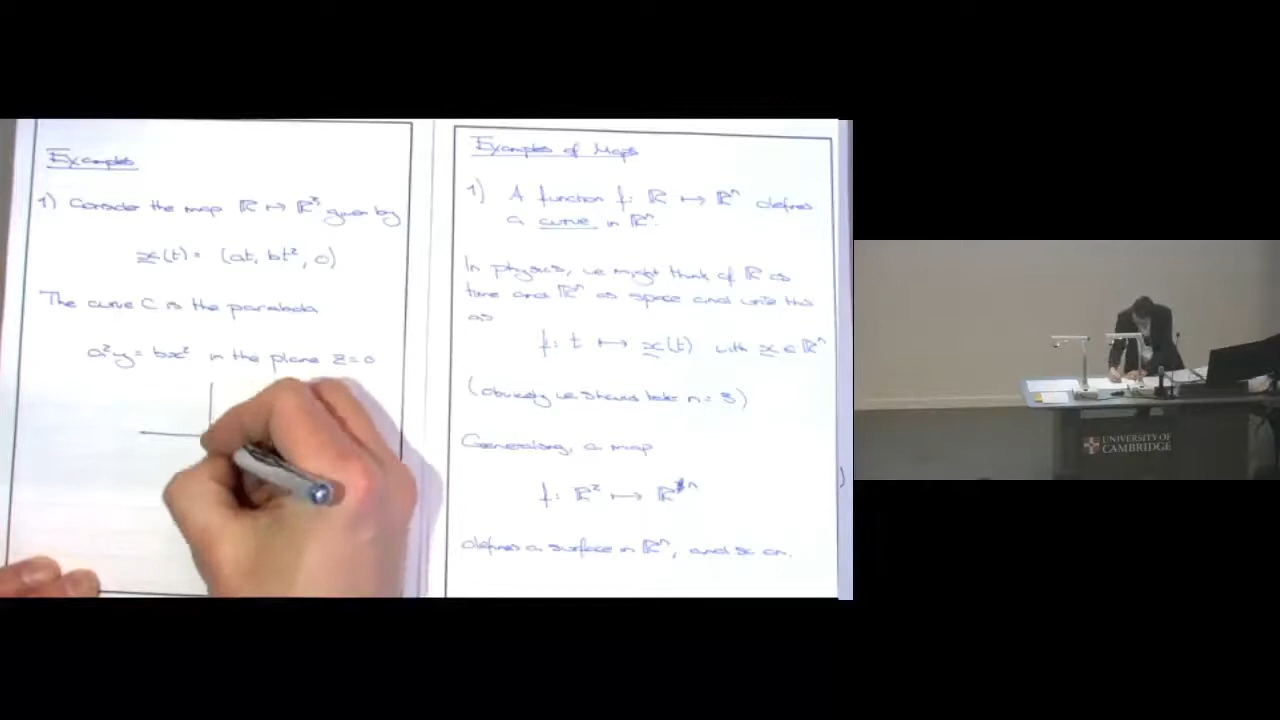 Examples
1) Consider the map ℝ ↦ ℝ³ given by
x(t) = (at, bt², 0)
The curve C is the parabola
a²y = bx² in the plane z=0
Examples of Maps
1) A function f: ℝ ↦ ℝⁿ defines
a curve in ℝⁿ.
In physics, we might think of ℝ as
time and ℝⁿ as space and write this
as
f: t ↦ x(t) with x ∈ ℝⁿ
(obviously we should take n = 3)
Generalising, a map
f: ℝ² ↦ ℝⁿ
defines a surface in ℝⁿ, and so on.
UNIVERSITY OF
CAMBRIDGE